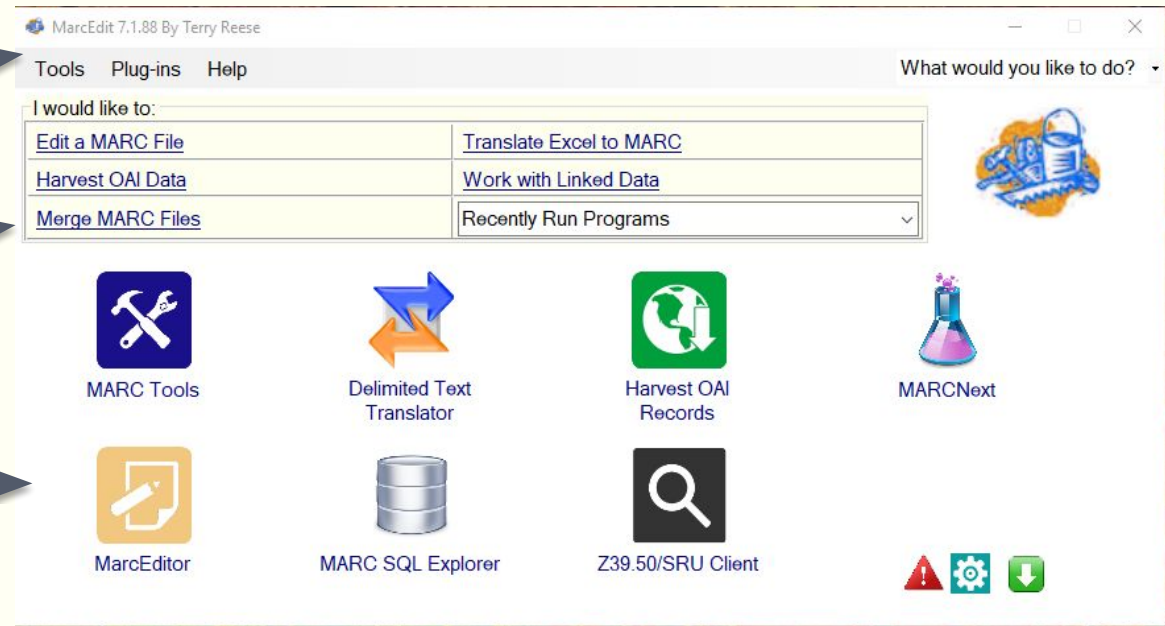 MarcEdit 7.1.88 By Terry Reese
Tools Plug-ins Help What would you like to do?
I would like to:
Edit a MARC File Translate Excel to MARC
Harvest OAI Data Work with Linked Data
Merge MARC Files Recently Run Programs
MARC Tools Delimited Text Harvest OAI MARCNext
Translator Records
MarcEditor MARC SQL Explorer Z39.50/SRU Client